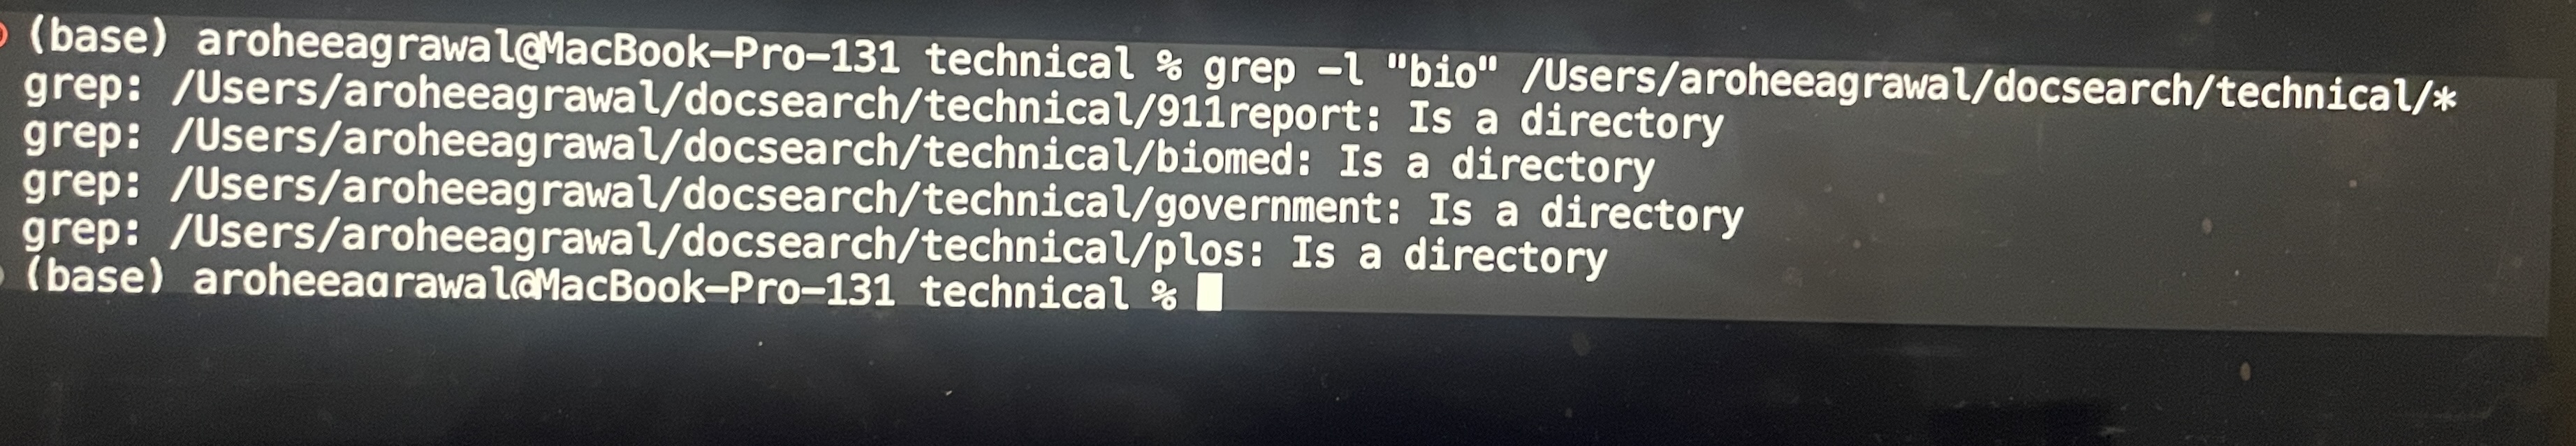 (base) aroheeagrawal@MacBook-Pro-131 technical % grep -l "bio" /Users/aroheeagrawal/docsearch/technical/*
grep: /Users/aroheeagrawal/docsearch/technical/911report: Is a directory
grep: /Users/aroheeagrawal/docsearch/technical/biomed: Is a directory
grep: /Users/aroheeagrawal/docsearch/technical/government: Is a directory
grep: /Users/aroheeagrawal/docsearch/technical/plos: Is a directory
(base) aroheeagrawal@MacBook-Pro-131 technical %